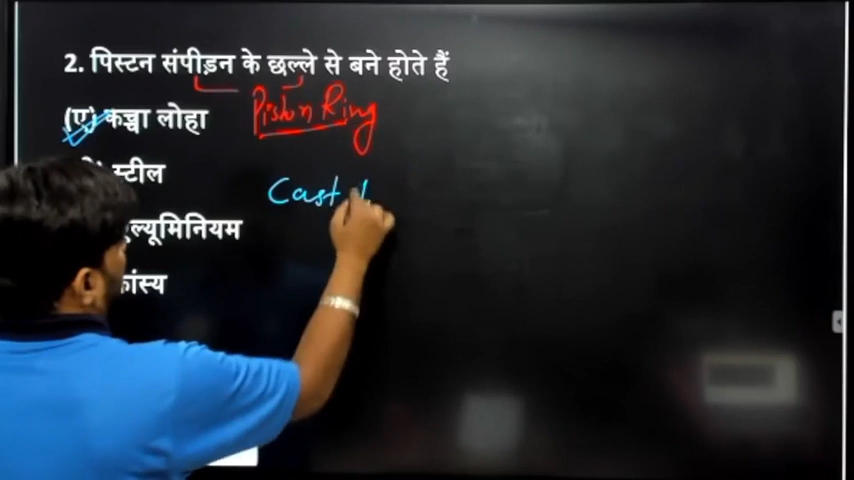 2. पिस्टन संपीड़न के छल्ले से बने होते हैं
(ए) कच्चा लोहा
Piston Ring
स्टील
Cast
ल्यूमिनियम
कांस्य